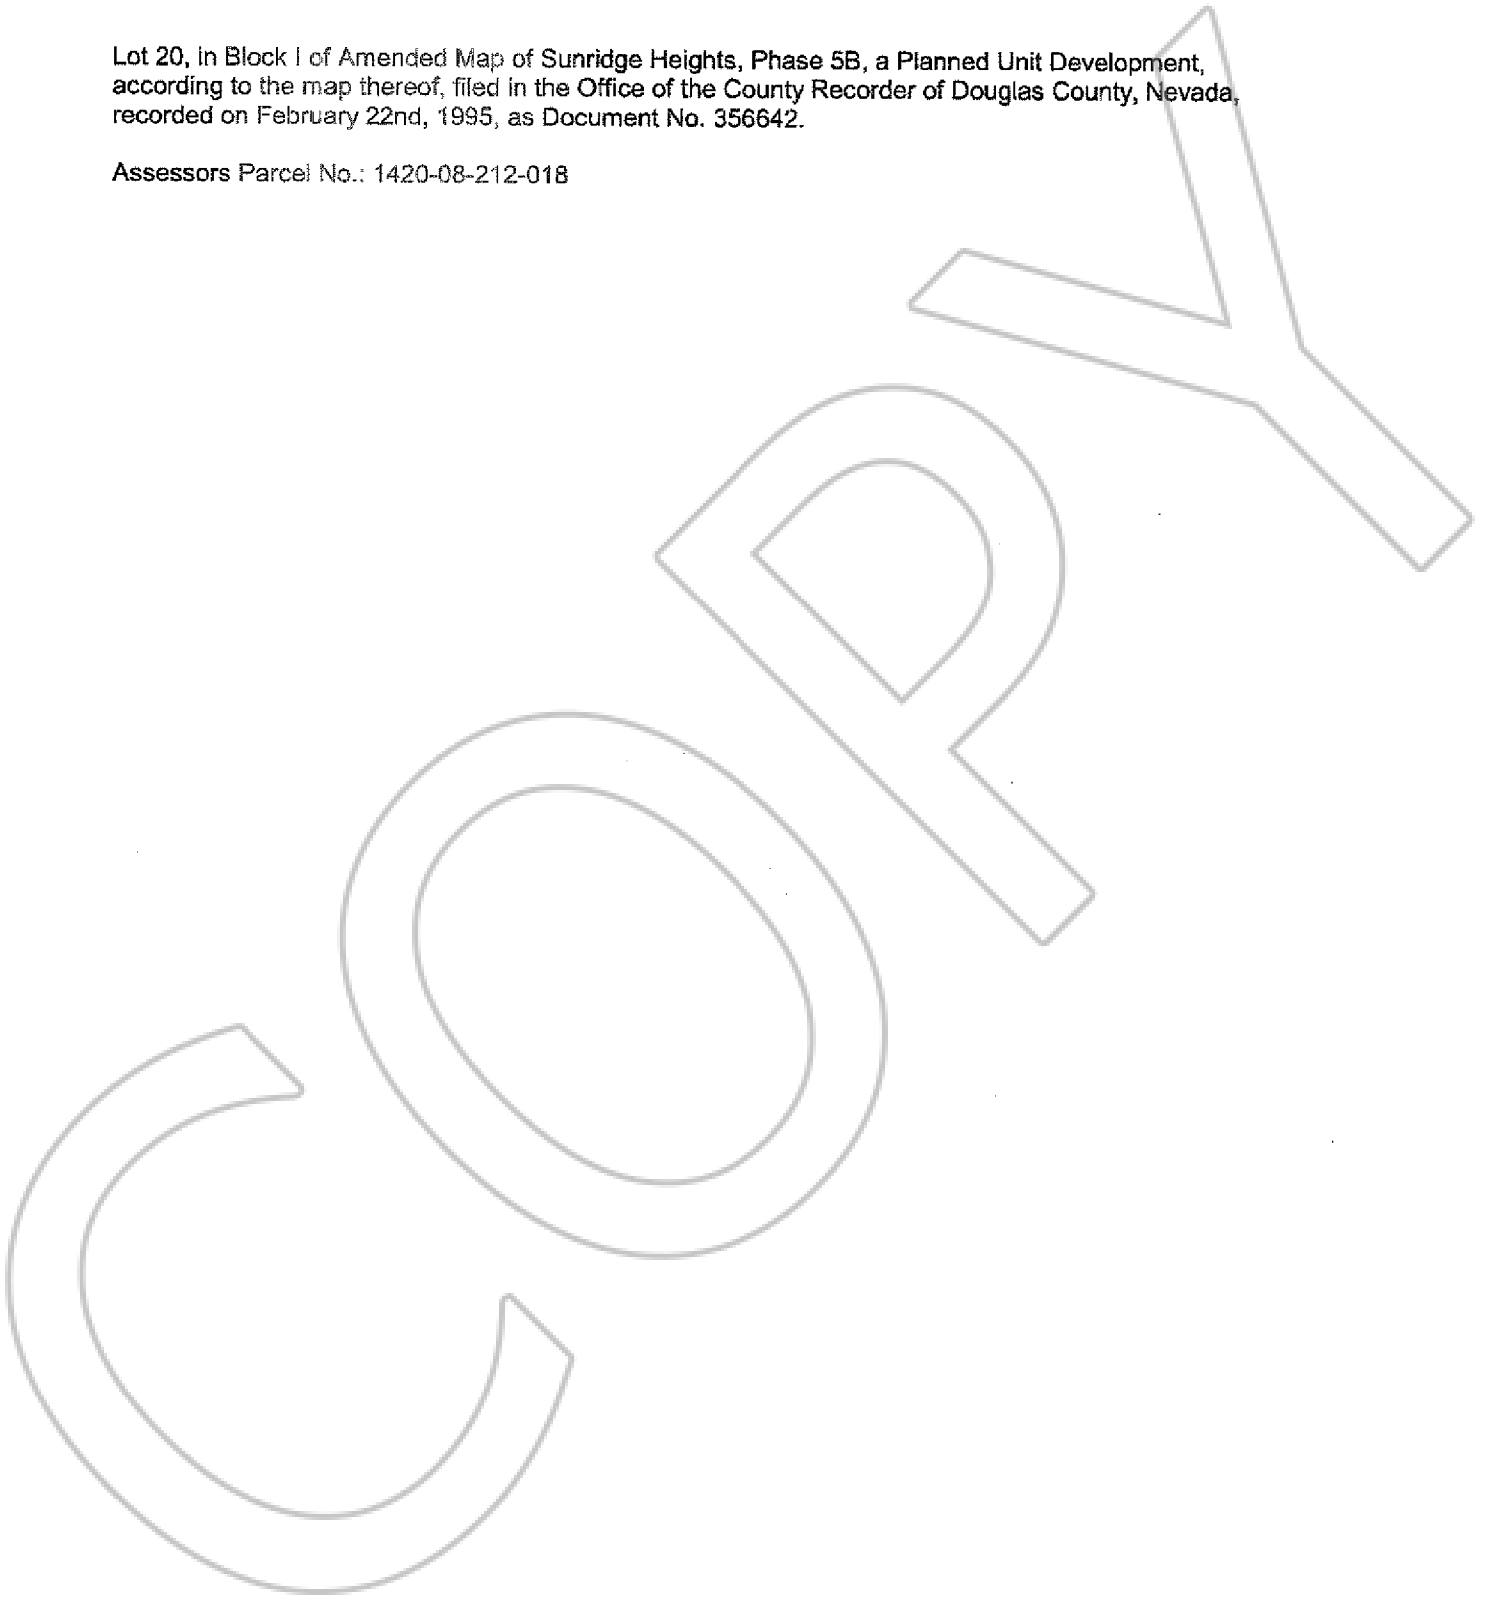 Lot 20, in Block I of Amended Map of Sunridge Heights, Phase 5B, a Planned Unit Development,
according to the map thereof, filed in the Office of the County Recorder of Douglas County, Nevada,
recorded on February 22nd, 1995, as Document No. 356642.
Assessors Parcel No.: 1420-08-212-018
COPY